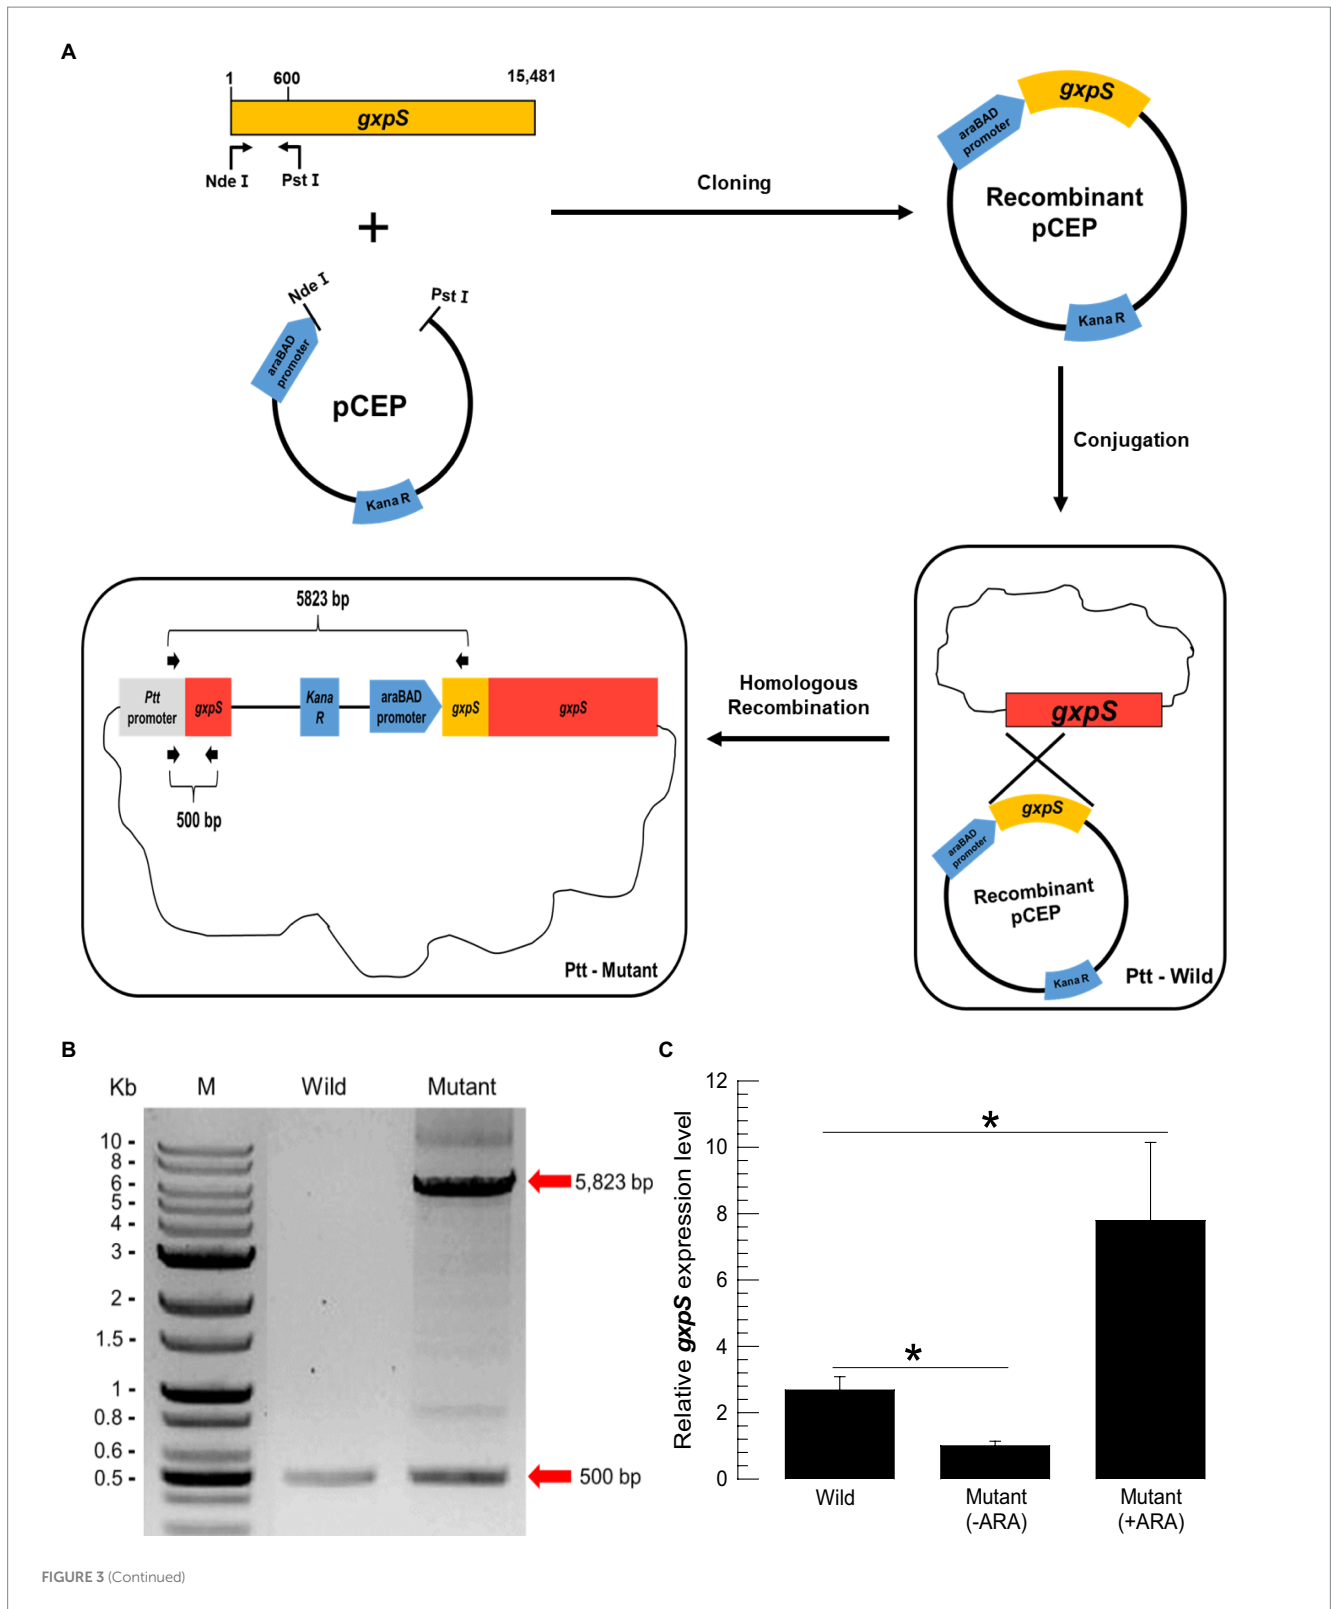 A
1 600 15,481
gxpS
Nde I Pst I
+
Nde I Pst I
araBAD
promoter
pCEP
Kana R
Cloning
araBAD
promoter
gxpS
Recombinant
pCEP
Kana R
Conjugation
gxpS
gxpS
araBAD
promoter
Recombinant
pCEP
Kana R
Ptt - Wild
Homologous
Recombination
5823 bp
Ptt
promoter
gxpS
Kana
R
araBAD
promoter
gxpS
gxpS
500 bp
Ptt - Mutant
B
Kb M Wild Mutant
10 -
8 -
6 -
5 -
4 -
3 -
2 -
1.5 -
1 -
0.8 -
0.6 -
0.5 -
5,823 bp
500 bp
C
Relative gxpS expression level
12
10
8
6
4
2
0
*
*
Wild
Mutant
(-ARA)
Mutant
(+ARA)
FIGURE 3 (Continued)